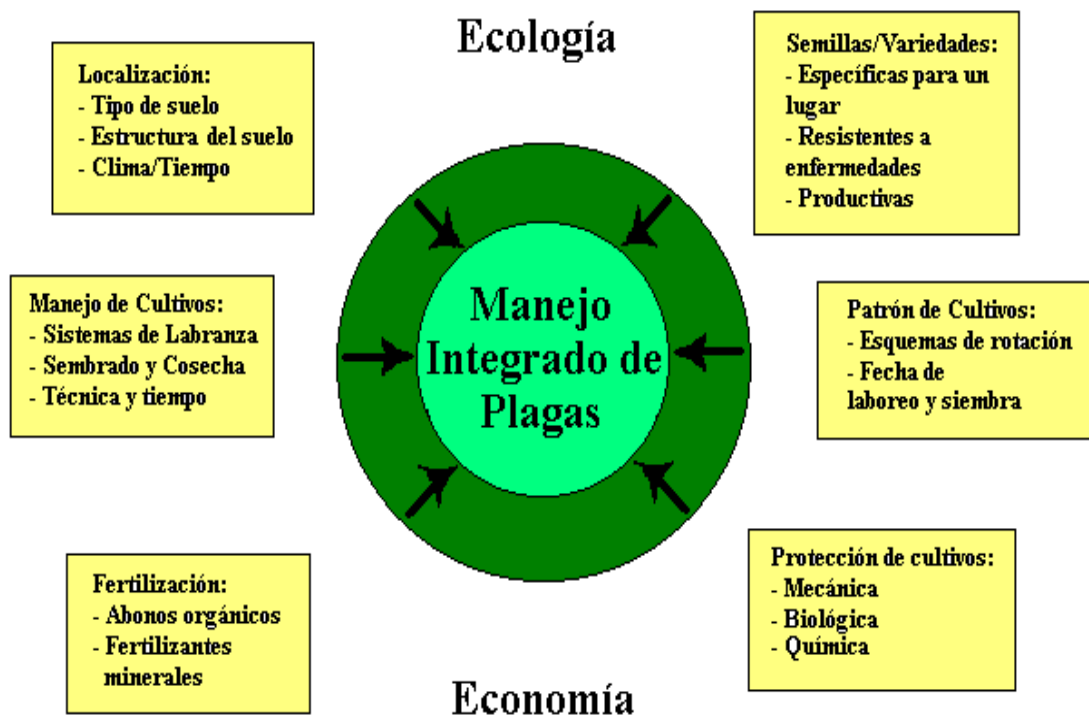 Ecología
Localización:
- Tipo de suelo
- Estructura del suelo
- Clima/Tiempo
Semillas/Variedades:
- Específicas para un
lugar
- Resistentes a
enfermedades
- Productivas
Manejo de Cultivos:
- Sistemas de Labranza
- Sembrado y Cosecha
- Técnica y tiempo
Manejo
Integrado de
Plagas
Patrón de Cultivos:
- Esquemas de rotación
- Fecha de
laboreo y siembra
Fertilización:
- Abonos orgánicos
- Fertilizantes
minerales
Protección de cultivos:
- Mecánica
- Biológica
- Química
Economía